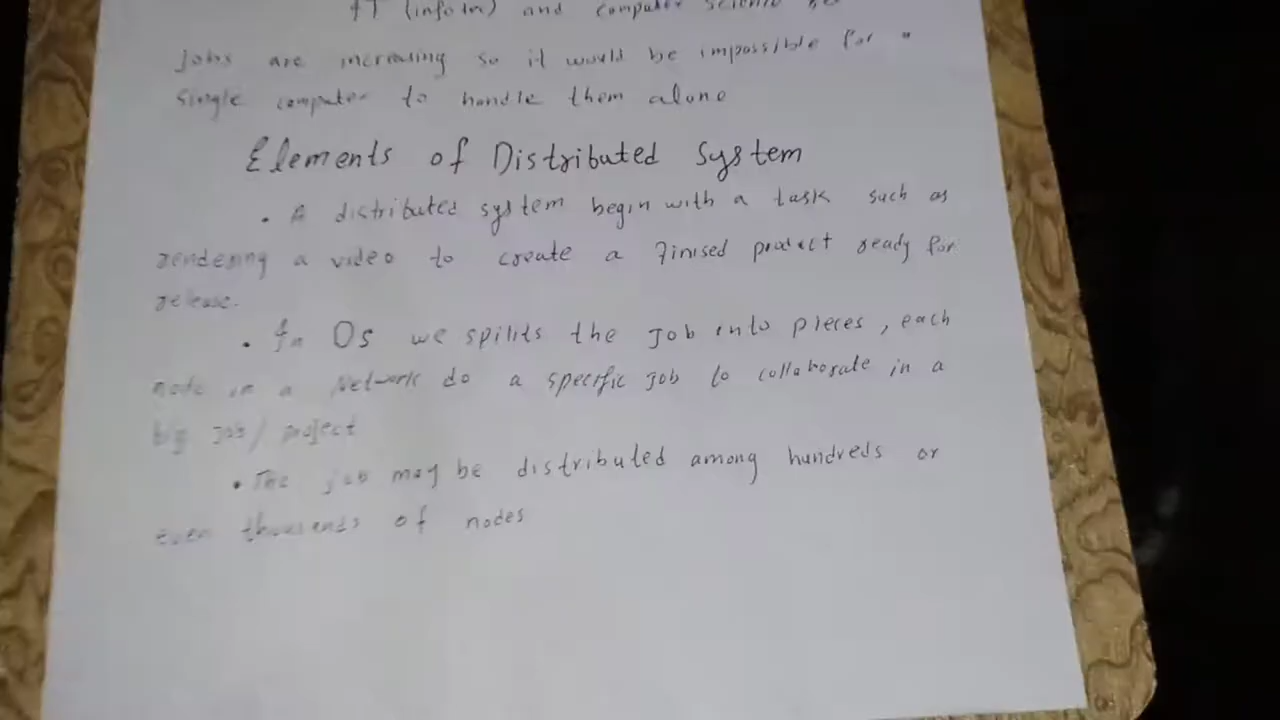 IT (infotm) and computer science
jobs are increasing so it would be impossible for a
single computer to handle them alone
Elements of Distributed System
• A distributed system begin with a task such as
rendering a video to create a finised product ready for
release.
• In Os we spilits the job into pieces, each
node in a Network do a specific job to collaborate in a
big job/project
• The job may be distributed among hundreds or
even thousends of nodes